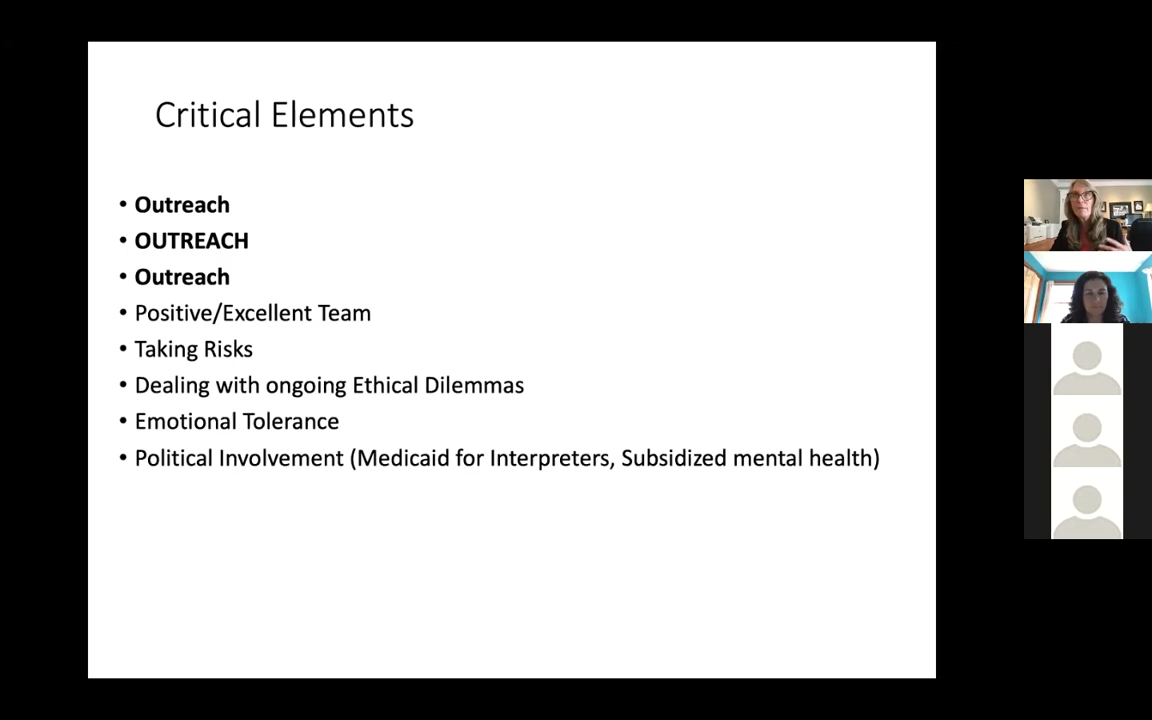 Critical Elements
• Outreach
• OUTREACH
• Outreach
• Positive/Excellent Team
• Taking Risks
• Dealing with ongoing Ethical Dilemmas
• Emotional Tolerance
• Political Involvement (Medicaid for Interpreters, Subsidized mental health)